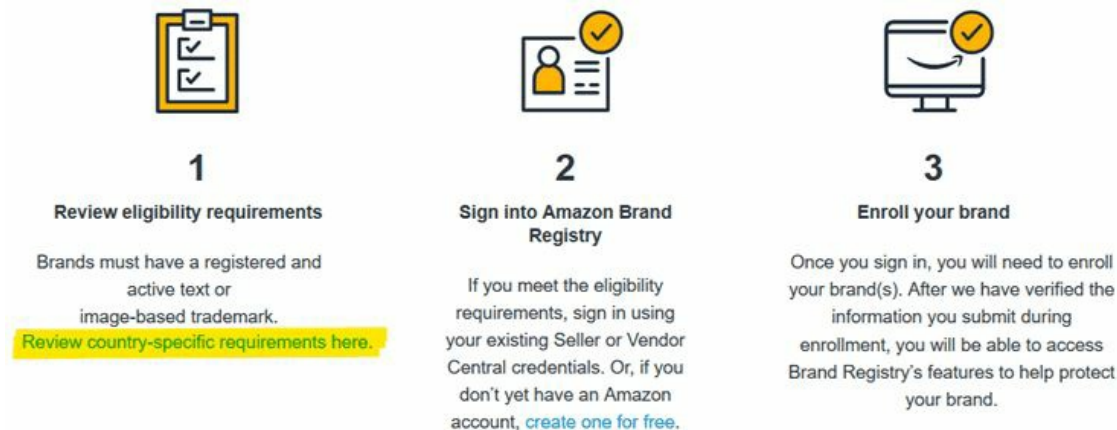 1
Review eligibility requirements
Brands must have a registered and
active text or
image-based trademark.
Review country-specific requirements here.
2
Sign into Amazon Brand
Registry
If you meet the eligibility
requirements, sign in using
your existing Seller or Vendor
Central credentials. Or, if you
don't yet have an Amazon
account, create one for free.
3
Enroll your brand
Once you sign in, you will need to enroll
your brand(s). After we have verified the
information you submit during
enrollment, you will be able to access
Brand Registry's features to help protect
your brand.